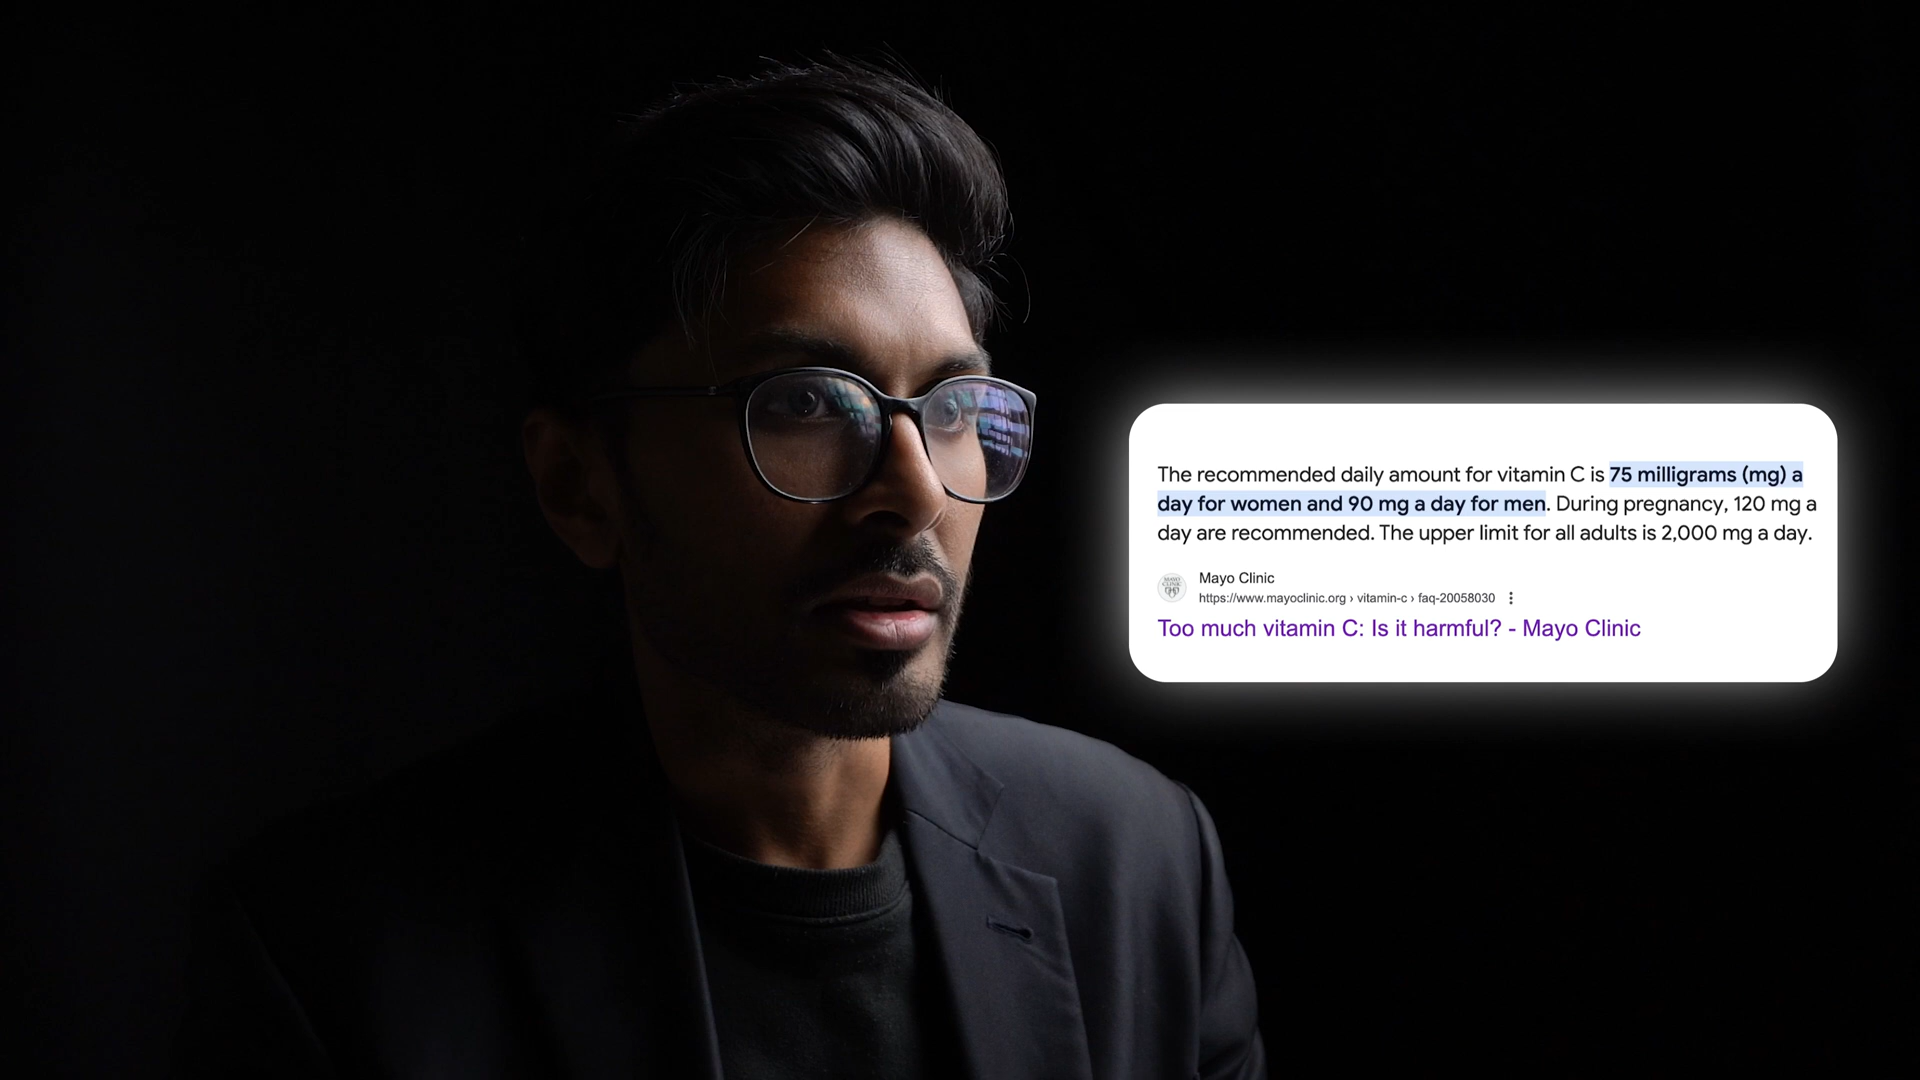 The recommended daily amount for vitamin C is 75 milligrams (mg) a
day for women and 90 mg a day for men. During pregnancy, 120 mg a
day are recommended. The upper limit for all adults is 2,000 mg a day.
Mayo Clinic
https://www.mayoclinic.org › vitamin-c › faq-20058030
Too much vitamin C: Is it harmful? - Mayo Clinic